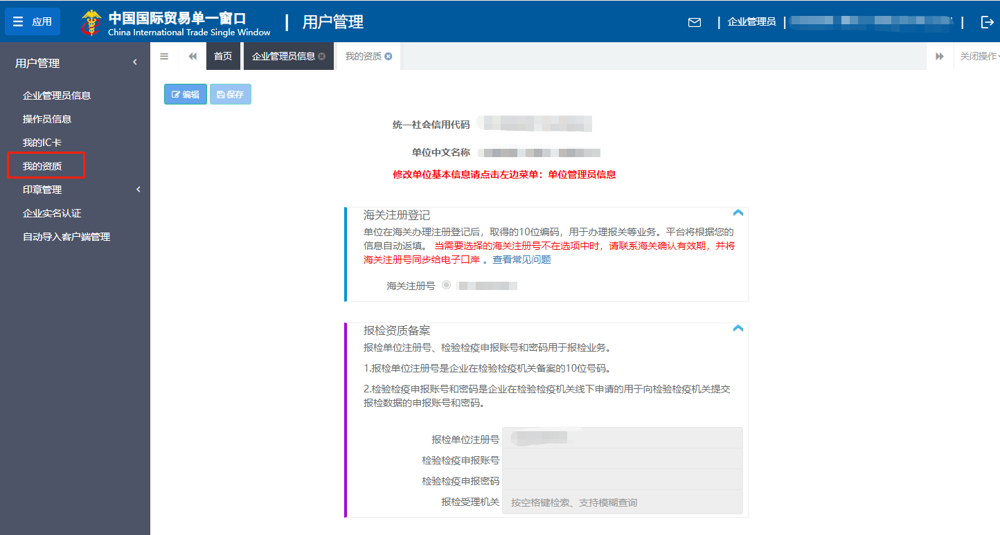 应用
中国国际贸易单一窗口
China International Trade Single Window
用户管理
企业管理员
用户管理
企业管理员信息
操作员信息
我的IC卡
我的资质
印章管理
企业实名认证
自动导入客户端管理
首页
企业管理员信息
我的资质
关闭操作
编辑
保存
统一社会信用代码
单位中文名称
修改单位基本信息请点击左边菜单：单位管理员信息
海关注册登记
单位在海关办理注册登记后，取得的10位编码，用于办理报关等业务。平台将根据您的
信息自动返填。 当需要选择的海关注册号不在选项中时，请联系海关确认有效期，并将
海关注册号同步给电子口岸 。查看常见问题
海关注册号
报检资质备案
报检单位注册号、检验检疫申报账号和密码用于报检业务。
1.报检单位注册号是企业在检验检疫机关备案的10位号码。
2.检验检疫申报账号和密码是企业在检验检疫机关线下申请的用于向检验检疫机关提交
报检数据的申报账号和密码。
报检单位注册号
检验检疫申报账号
检验检疫申报密码
报检受理机关
按空格键检索、支持模糊查询